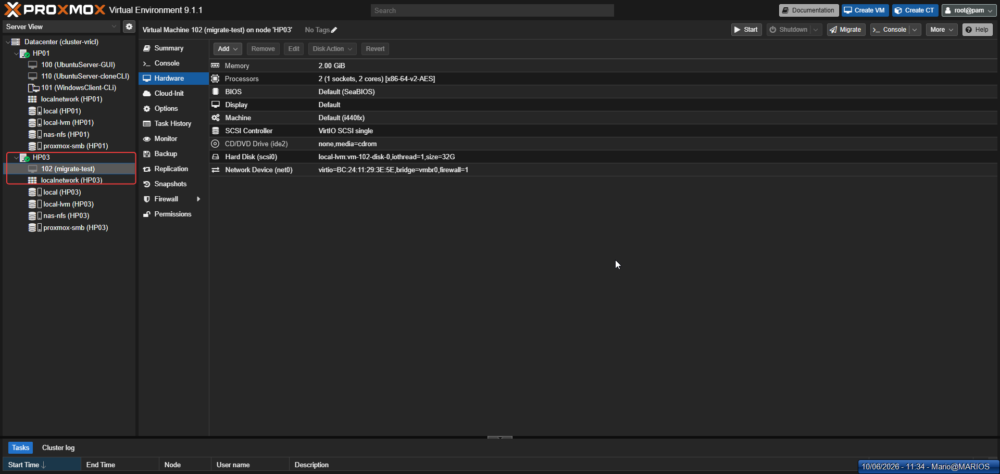 PROXMOX Virtual Environment 9.1.1
Search
Documentation
Create VM
Create CT
root@pam
Server View
Virtual Machine 102 (migrate-test) on node 'HP03'
No Tags
Start
Shutdown
Migrate
Console
More
Help
Datacenter (cluster-vricl)
HP01
100 (UbuntuServer-GUI)
110 (UbuntuServer-cloneCLI)
101 (WindowsClient-CLi)
localnetwork (HP01)
local (HP01)
local-lvm (HP01)
nas-nfs (HP01)
proxmox-smb (HP01)
HP03
102 (migrate-test)
localnetwork (HP03)
local (HP03)
local-lvm (HP03)
nas-nfs (HP03)
proxmox-smb (HP03)
Summary
Console
Hardware
Cloud-Init
Options
Task History
Monitor
Backup
Replication
Snapshots
Firewall
Permissions
Add
Remove
Edit
Disk Action
Revert
Memory 2.00 GiB
Processors 2 (1 sockets, 2 cores) [x86-64-v2-AES]
BIOS Default (SeaBIOS)
Display Default
Machine Default (i440fx)
SCSI Controller VirtIO SCSI single
CD/DVD Drive (ide2) none,media=cdrom
Hard Disk (scsi0) local-lvm:vm-102-disk-0,iothread=1,size=32G
Network Device (net0) virtio=BC:24:11:29:3E:5E,bridge=vmbr0,firewall=1
Tasks
Cluster log
Start Time
End Time
Node
User name
Description
10/06/2026 - 11:34 - Mario@MARIOS